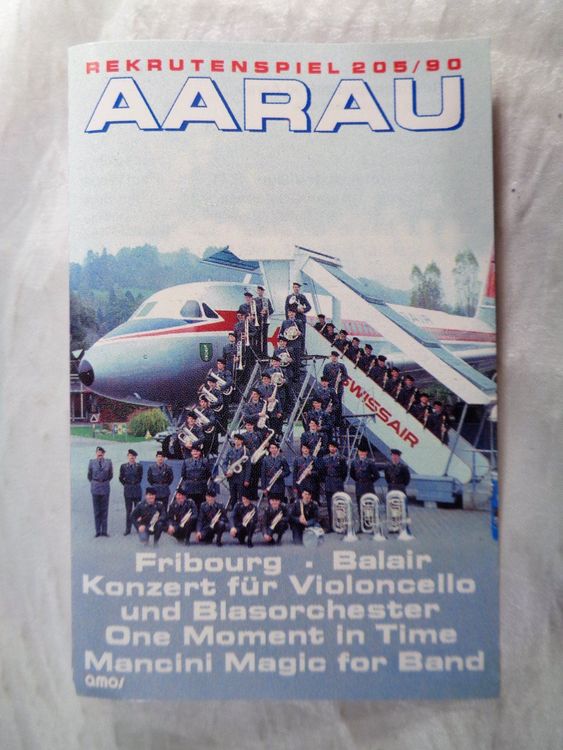 REKRUTENSPIEL 205/90
AARAU
AIR
SWISSAIR
Fribourg . Balair
Konzert für Violoncello
und Blasorchester
One Moment in Time
Mancini Magic for Band
amos